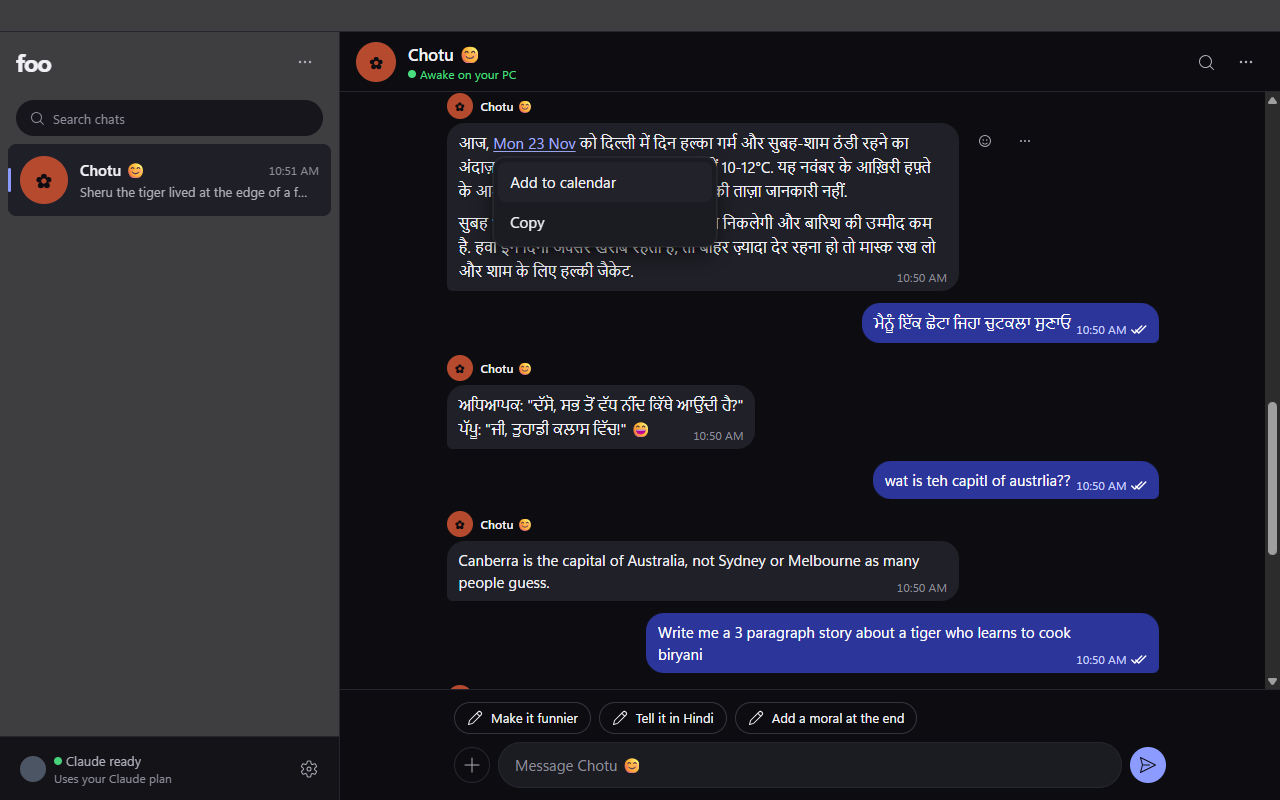 foo
Search chats
Chotu 😊
10:51 AM
Sheru the tiger lived at the edge of a f...
Claude ready
Uses your Claude plan
Chotu 😊
Awake on your PC
Chotu 😊
आज, Mon 23 Nov को दिल्ली में दिन हल्का गर्म और सुबह-शाम ठंडी रहने का
अंदाज़ 10-12°C. यह नवंबर के आख़िरी हफ़्ते
के की ताज़ा जानकारी नहीं.
Add to calendar
Copy
सुबह निकलेगी और बारिश की उम्मीद कम
है. हवा इन दिनों अक्सर ख़राब रहती है, तो बाहर ज़्यादा देर रहना हो तो मास्क रख लो
और शाम के लिए हल्की जैकेट.
10:50 AM
ਮੈਨੂੰ ਇੱਕ ਛੋਟਾ ਜਿਹਾ ਚੁਟਕਲਾ ਸੁਣਾਓ 10:50 AM
Chotu 😊
ਅਧਿਆਪਕ: "ਦੱਸੋ, ਸਭ ਤੋਂ ਵੱਧ ਨੀਂਦ ਕਿੱਥੇ ਆਉਂਦੀ ਹੈ?"
ਪੱਪੂ: "ਜੀ, ਤੁਹਾਡੀ ਕਲਾਸ ਵਿੱਚ!" 😄
10:50 AM
wat is teh capitl of austrlia?? 10:50 AM
Chotu 😊
Canberra is the capital of Australia, not Sydney or Melbourne as many
people guess.
10:50 AM
Write me a 3 paragraph story about a tiger who learns to cook
biryani
10:50 AM
Make it funnier
Tell it in Hindi
Add a moral at the end
Message Chotu 😊